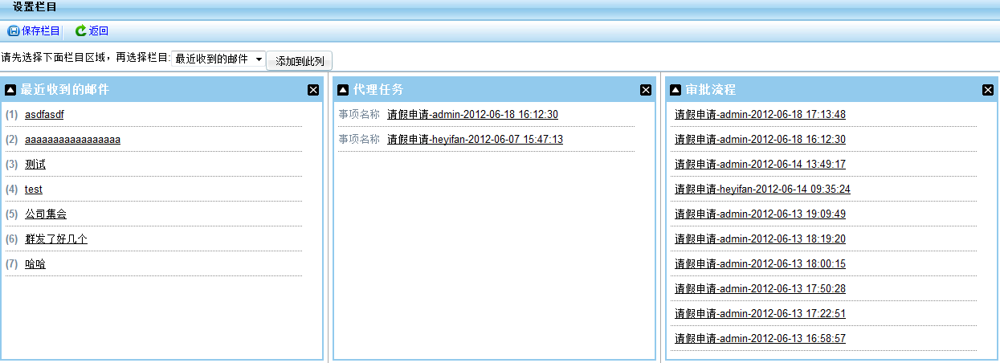 设置栏目
保存栏目 返回
请先选择下面栏目区域，再选择栏目: 最近收到的邮件 添加到此列
最近收到的邮件
(1) asdfasdf
(2) aaaaaaaaaaaaaaaaa
(3) 测试
(4) test
(5) 公司集会
(6) 群发了好几个
(7) 哈哈
代理任务
事项名称 请假申请-admin-2012-06-18 16:12:30
事项名称 请假申请-heyifan-2012-06-07 15:47:13
审批流程
请假申请-admin-2012-06-18 17:13:48
请假申请-admin-2012-06-18 16:12:30
请假申请-admin-2012-06-14 13:49:17
请假申请-heyifan-2012-06-14 09:35:24
请假申请-admin-2012-06-13 19:09:49
请假申请-admin-2012-06-13 18:19:20
请假申请-admin-2012-06-13 18:00:15
请假申请-admin-2012-06-13 17:50:28
请假申请-admin-2012-06-13 17:22:51
请假申请-admin-2012-06-13 16:58:57